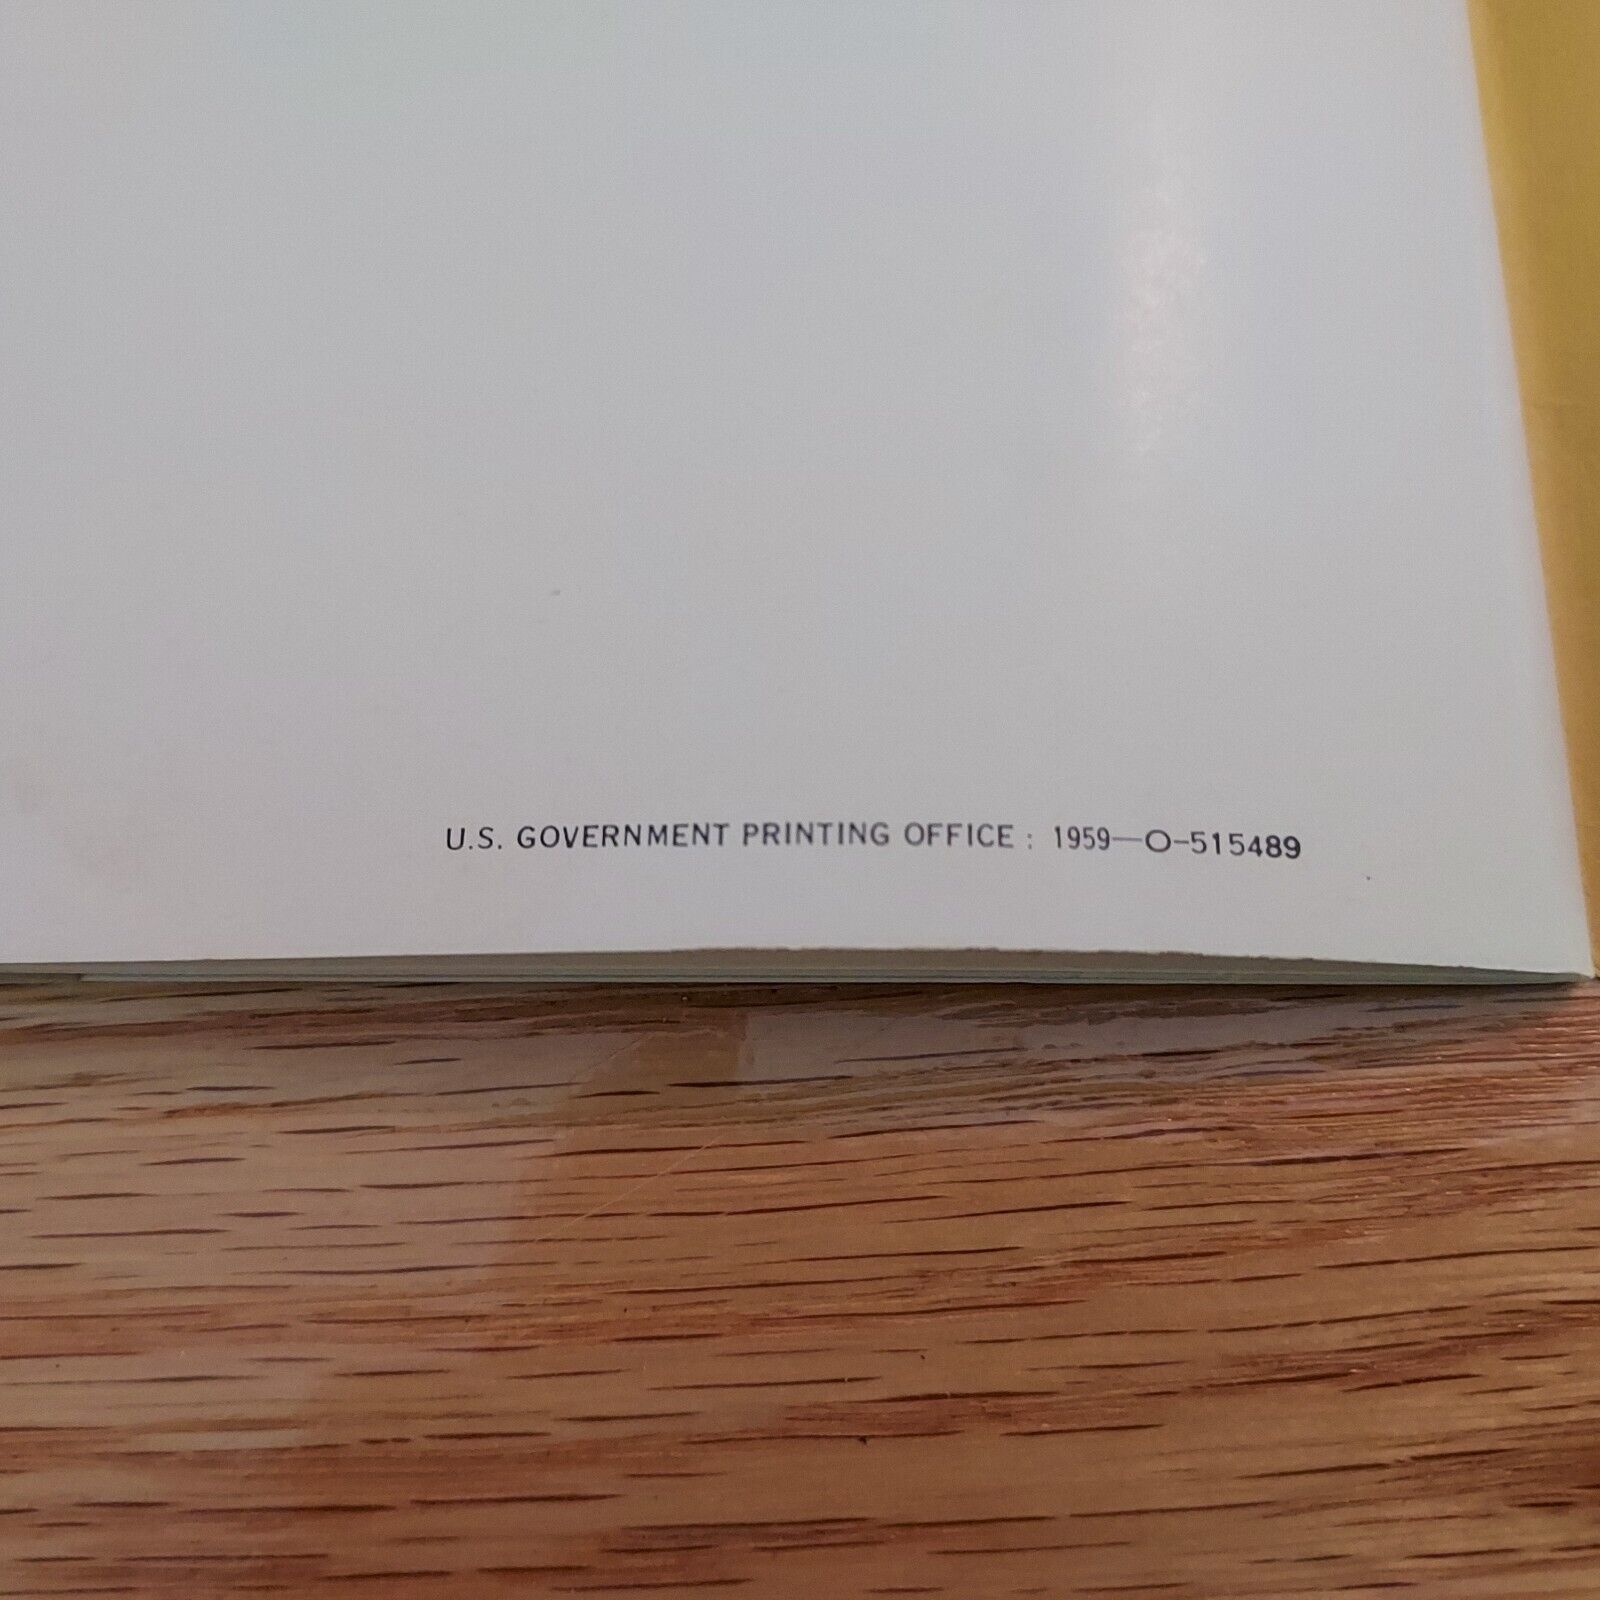 U.S. GOVERNMENT PRINTING OFFICE : 1959—O-515489